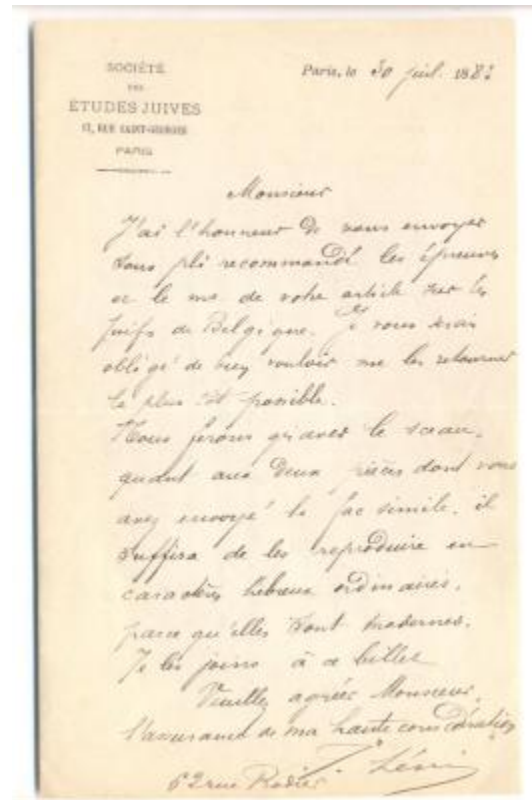 SOCIÉTÉ
DES
ÉTUDES JUIVES
17, RUE SAINT-GEORGES
PARIS
Paris, le 30 juil. 1882
Monsieur
J'ai l'honneur de vous envoyer
sous pli recommandé les épreuves
et le ms. de votre article sur les
Juifs de Belgique. Je vous serais
obligé de vouloir me les retourner
le plus tôt possible.
Nous ferons graver le sceau,
quant aux deux pièces dont vous
avez envoyé le fac simile, il
suffira de les reproduire en
caractères hébreux ordinaires,
parce qu'elles sont modernes.
Je les joins à ce billet
Veuillez agréer Monsieur,
l'assurance de ma haute considération
62 rue Rodier